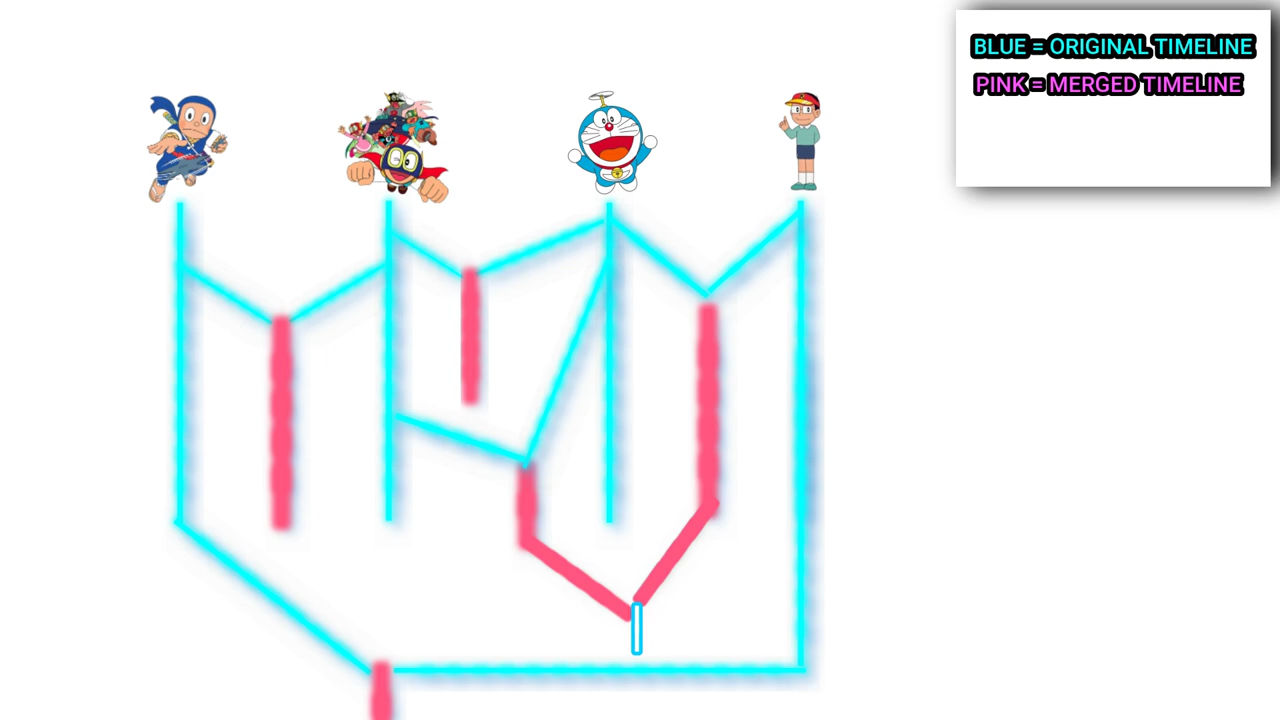 BLUE = ORIGINAL TIMELINE
PINK = MERGED TIMELINE